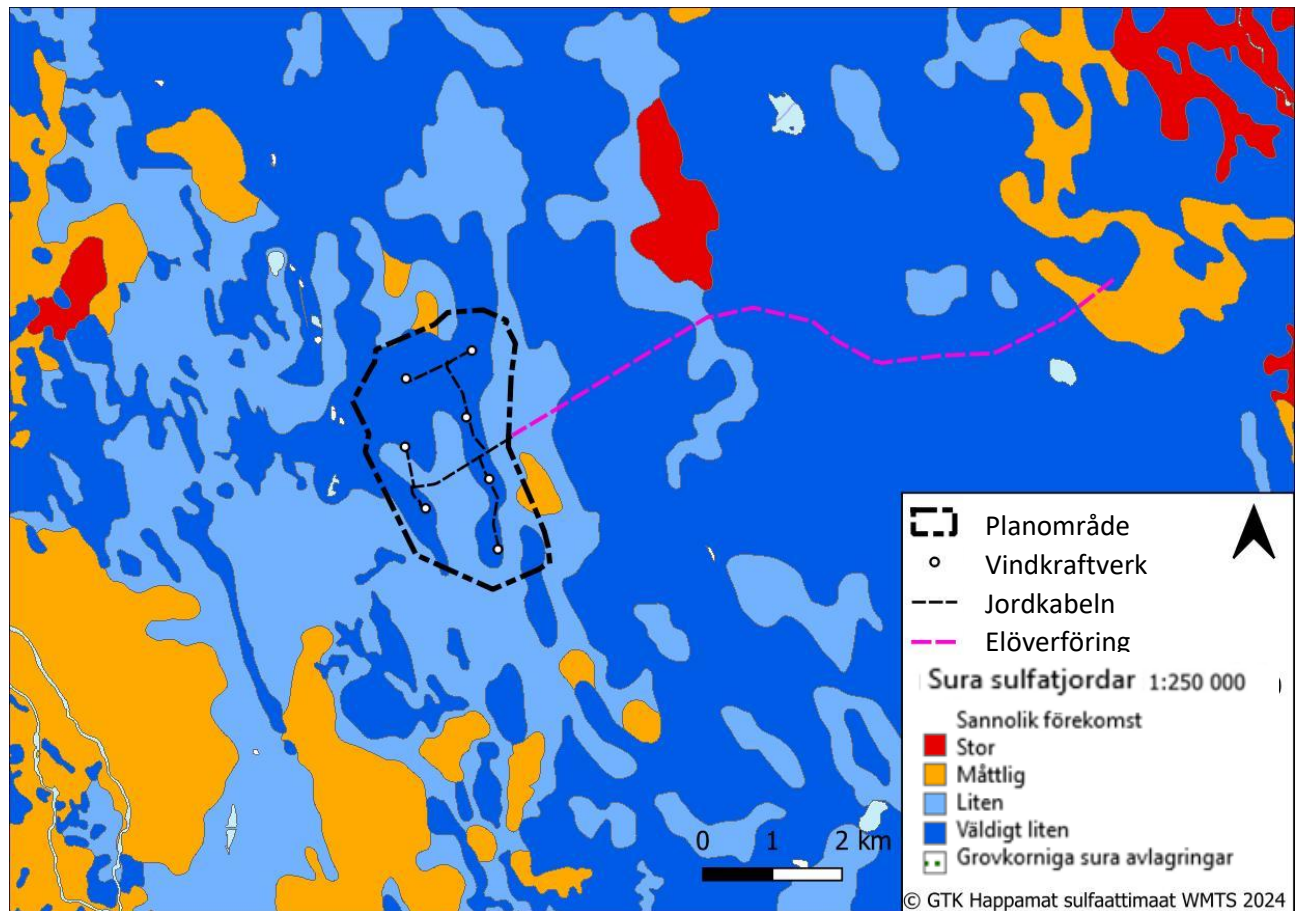 Planområde
Vindkraftverk
Jordkabeln
Elöverföring
Sura sulfatjordar 1:250 000
Sannolik förekomst
Stor
Måttlig
Liten
Väldigt liten
Grovkorniga sura avlagringar
0 1 2 km
© GTK Happamat sulfaattimaat WMTS 2024